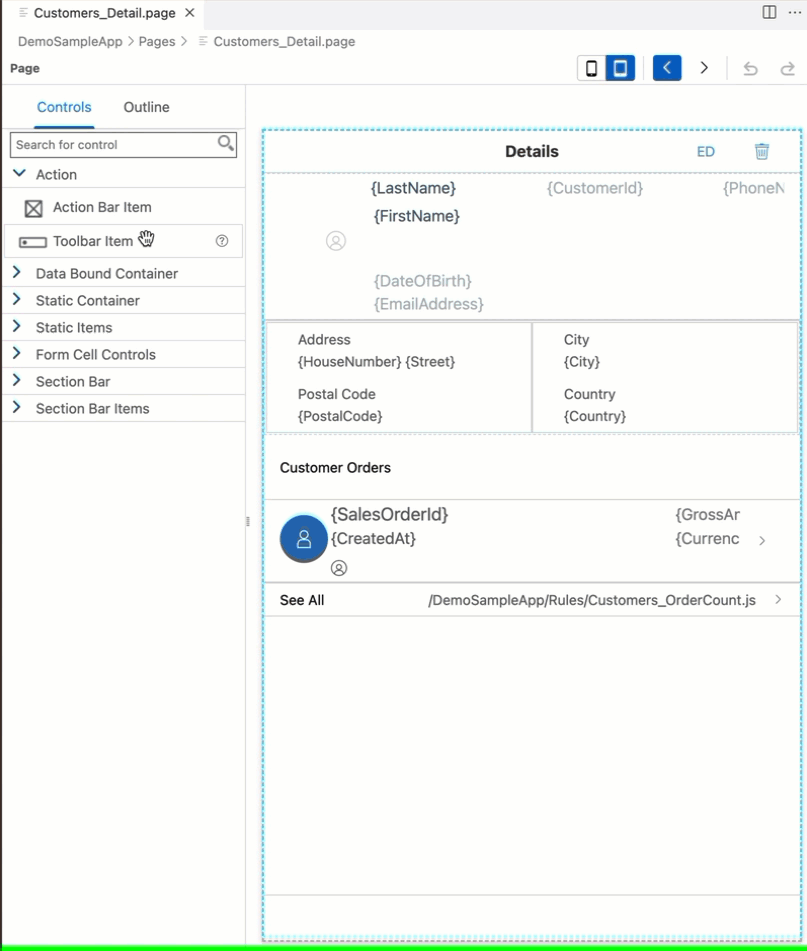 Customers_Detail.page
DemoSampleApp > Pages > Customers_Detail.page
Page
Controls Outline
Search for control
Action
Action Bar Item
Toolbar Item
Data Bound Container
Static Container
Static Items
Form Cell Controls
Section Bar
Section Bar Items
Details ED
{LastName} {CustomerId} {PhoneN
{FirstName}
{DateOfBirth}
{EmailAddress}
Address City
{HouseNumber} {Street} {City}
Postal Code Country
{PostalCode} {Country}
Customer Orders
{SalesOrderId} {GrossAr
{CreatedAt} {Currenc
See All /DemoSampleApp/Rules/Customers_OrderCount.js